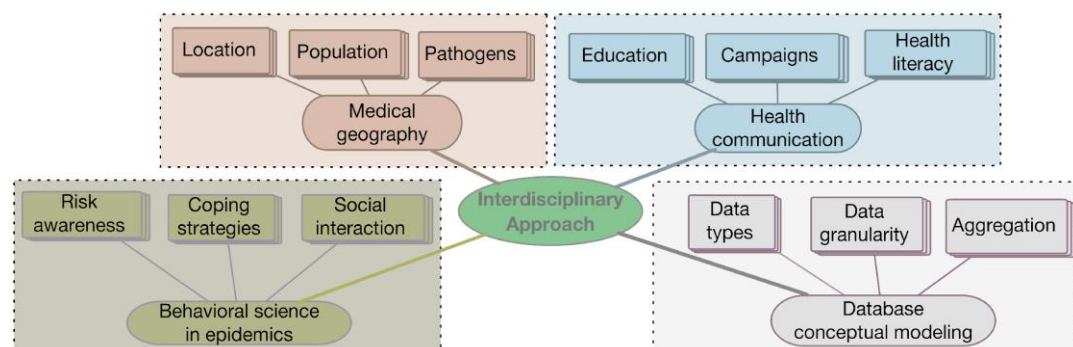 Location
Population
Pathogens
Medical
geography
Education
Campaigns
Health
literacy
Health
communication
Interdisciplinary
Approach
Risk
awareness
Coping
strategies
Social
interaction
Behavioral science
in epidemics
Data
types
Data
granularity
Aggregation
Database
conceptual modeling